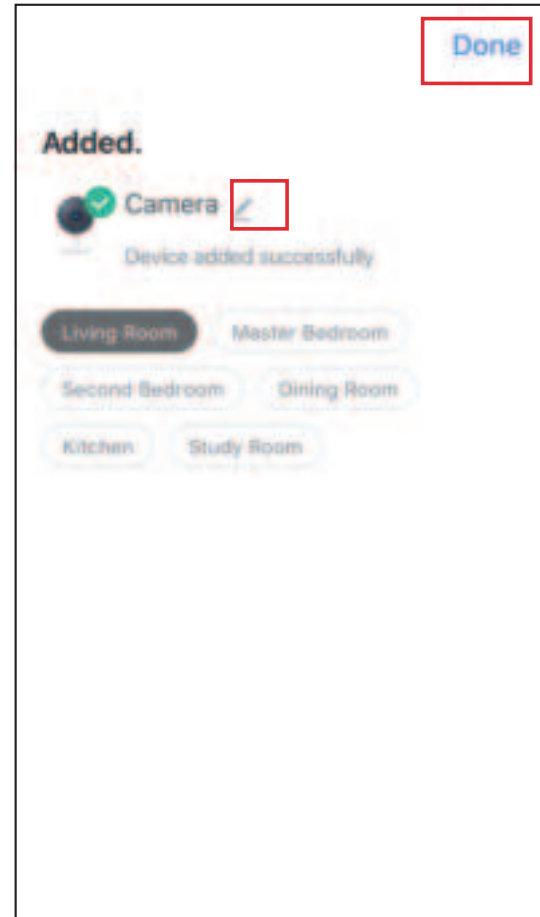 Done
Added.
Camera
Device added successfully
Living Room Master Bedroom
Second Bedroom Dining Room
Kitchen Study Room